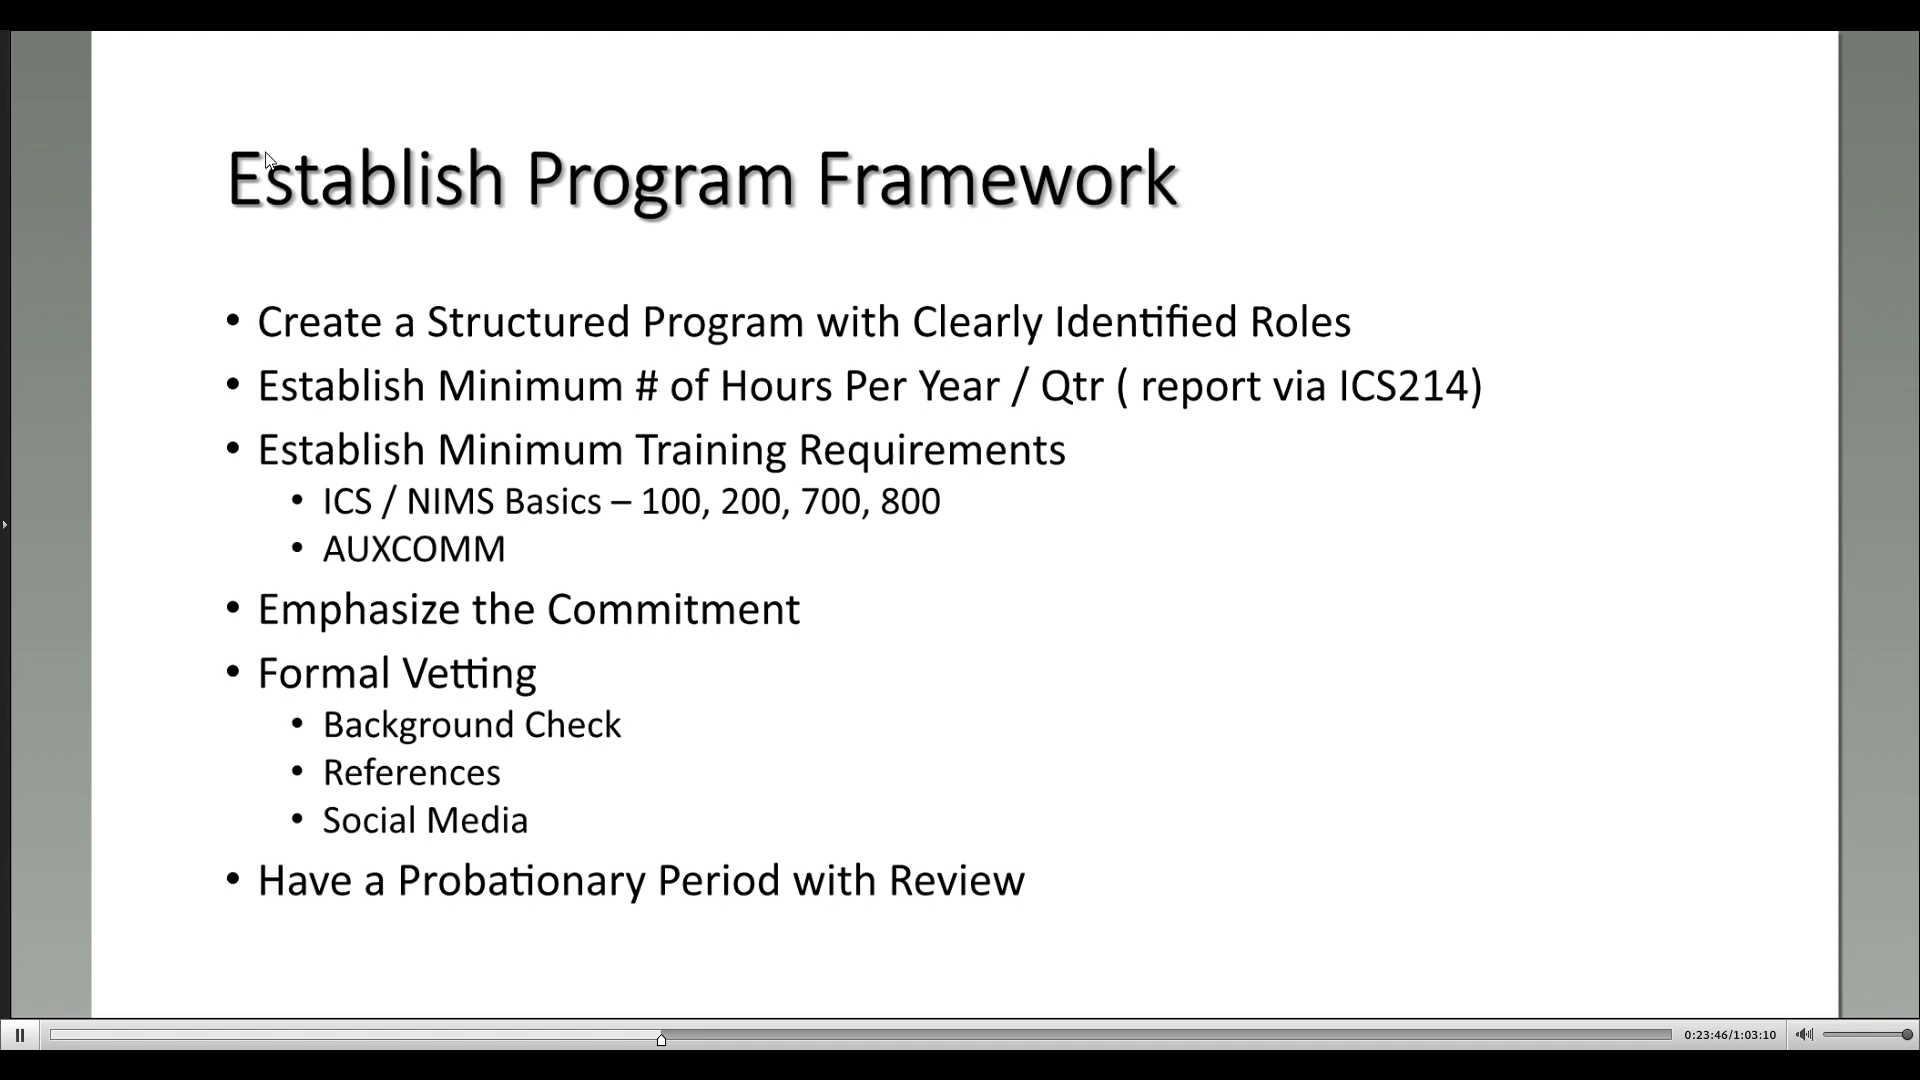 Establish Program Framework
• Create a Structured Program with Clearly Identified Roles
• Establish Minimum # of Hours Per Year / Qtr ( report via ICS214)
• Establish Minimum Training Requirements
• ICS / NIMS Basics – 100, 200, 700, 800
• AUXCOMM
• Emphasize the Commitment
• Formal Vetting
• Background Check
• References
• Social Media
• Have a Probationary Period with Review
0:23:46/1:03:10